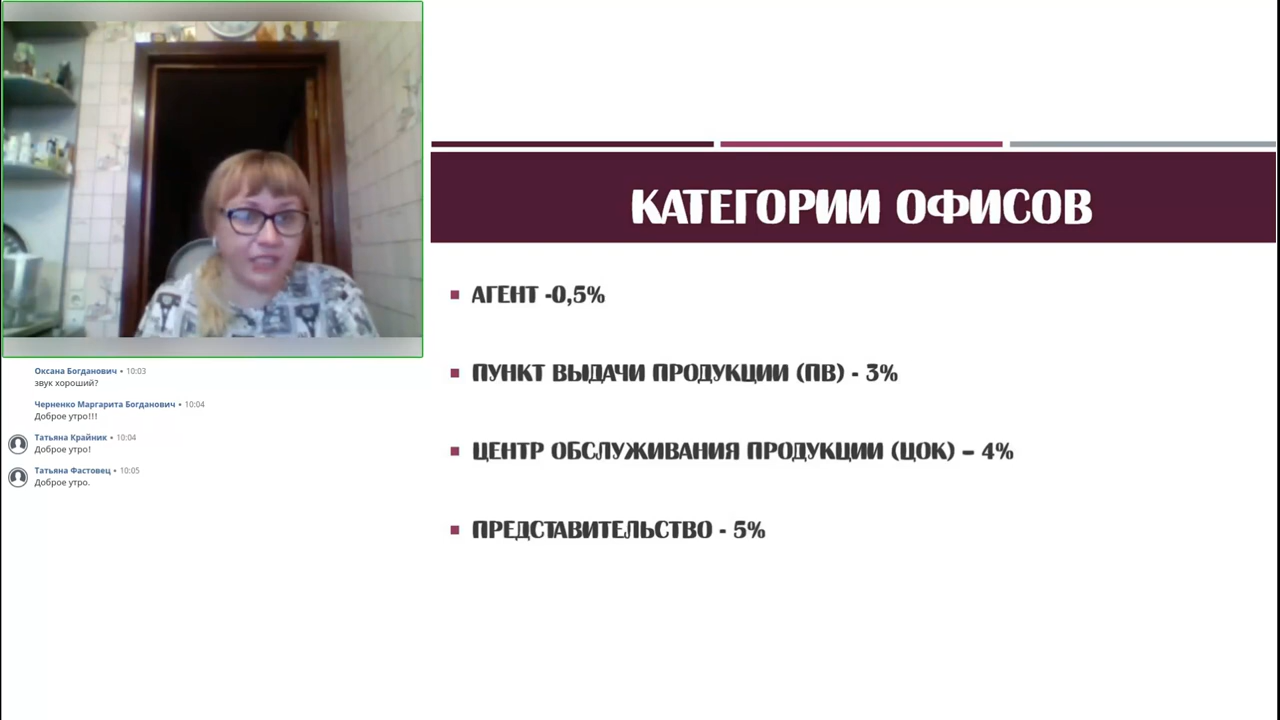 КАТЕГОРИИ ОФИСОВ
АГЕНТ -0,5%
ПУНКТ ВЫДАЧИ ПРОДУКЦИИ (ПВ) - 3%
ЦЕНТР ОБСЛУЖИВАНИЯ ПРОДУКЦИИ (ЦОК) – 4%
ПРЕДСТАВИТЕЛЬСТВО - 5%
Оксана Богданович • 10:03
звук хороший?
Черненко Маргарита Богданович • 10:04
Доброе утро!!!
Татьяна Крайник • 10:04
Доброе утро!
Татьяна Фастовец • 10:05
Доброе утро.